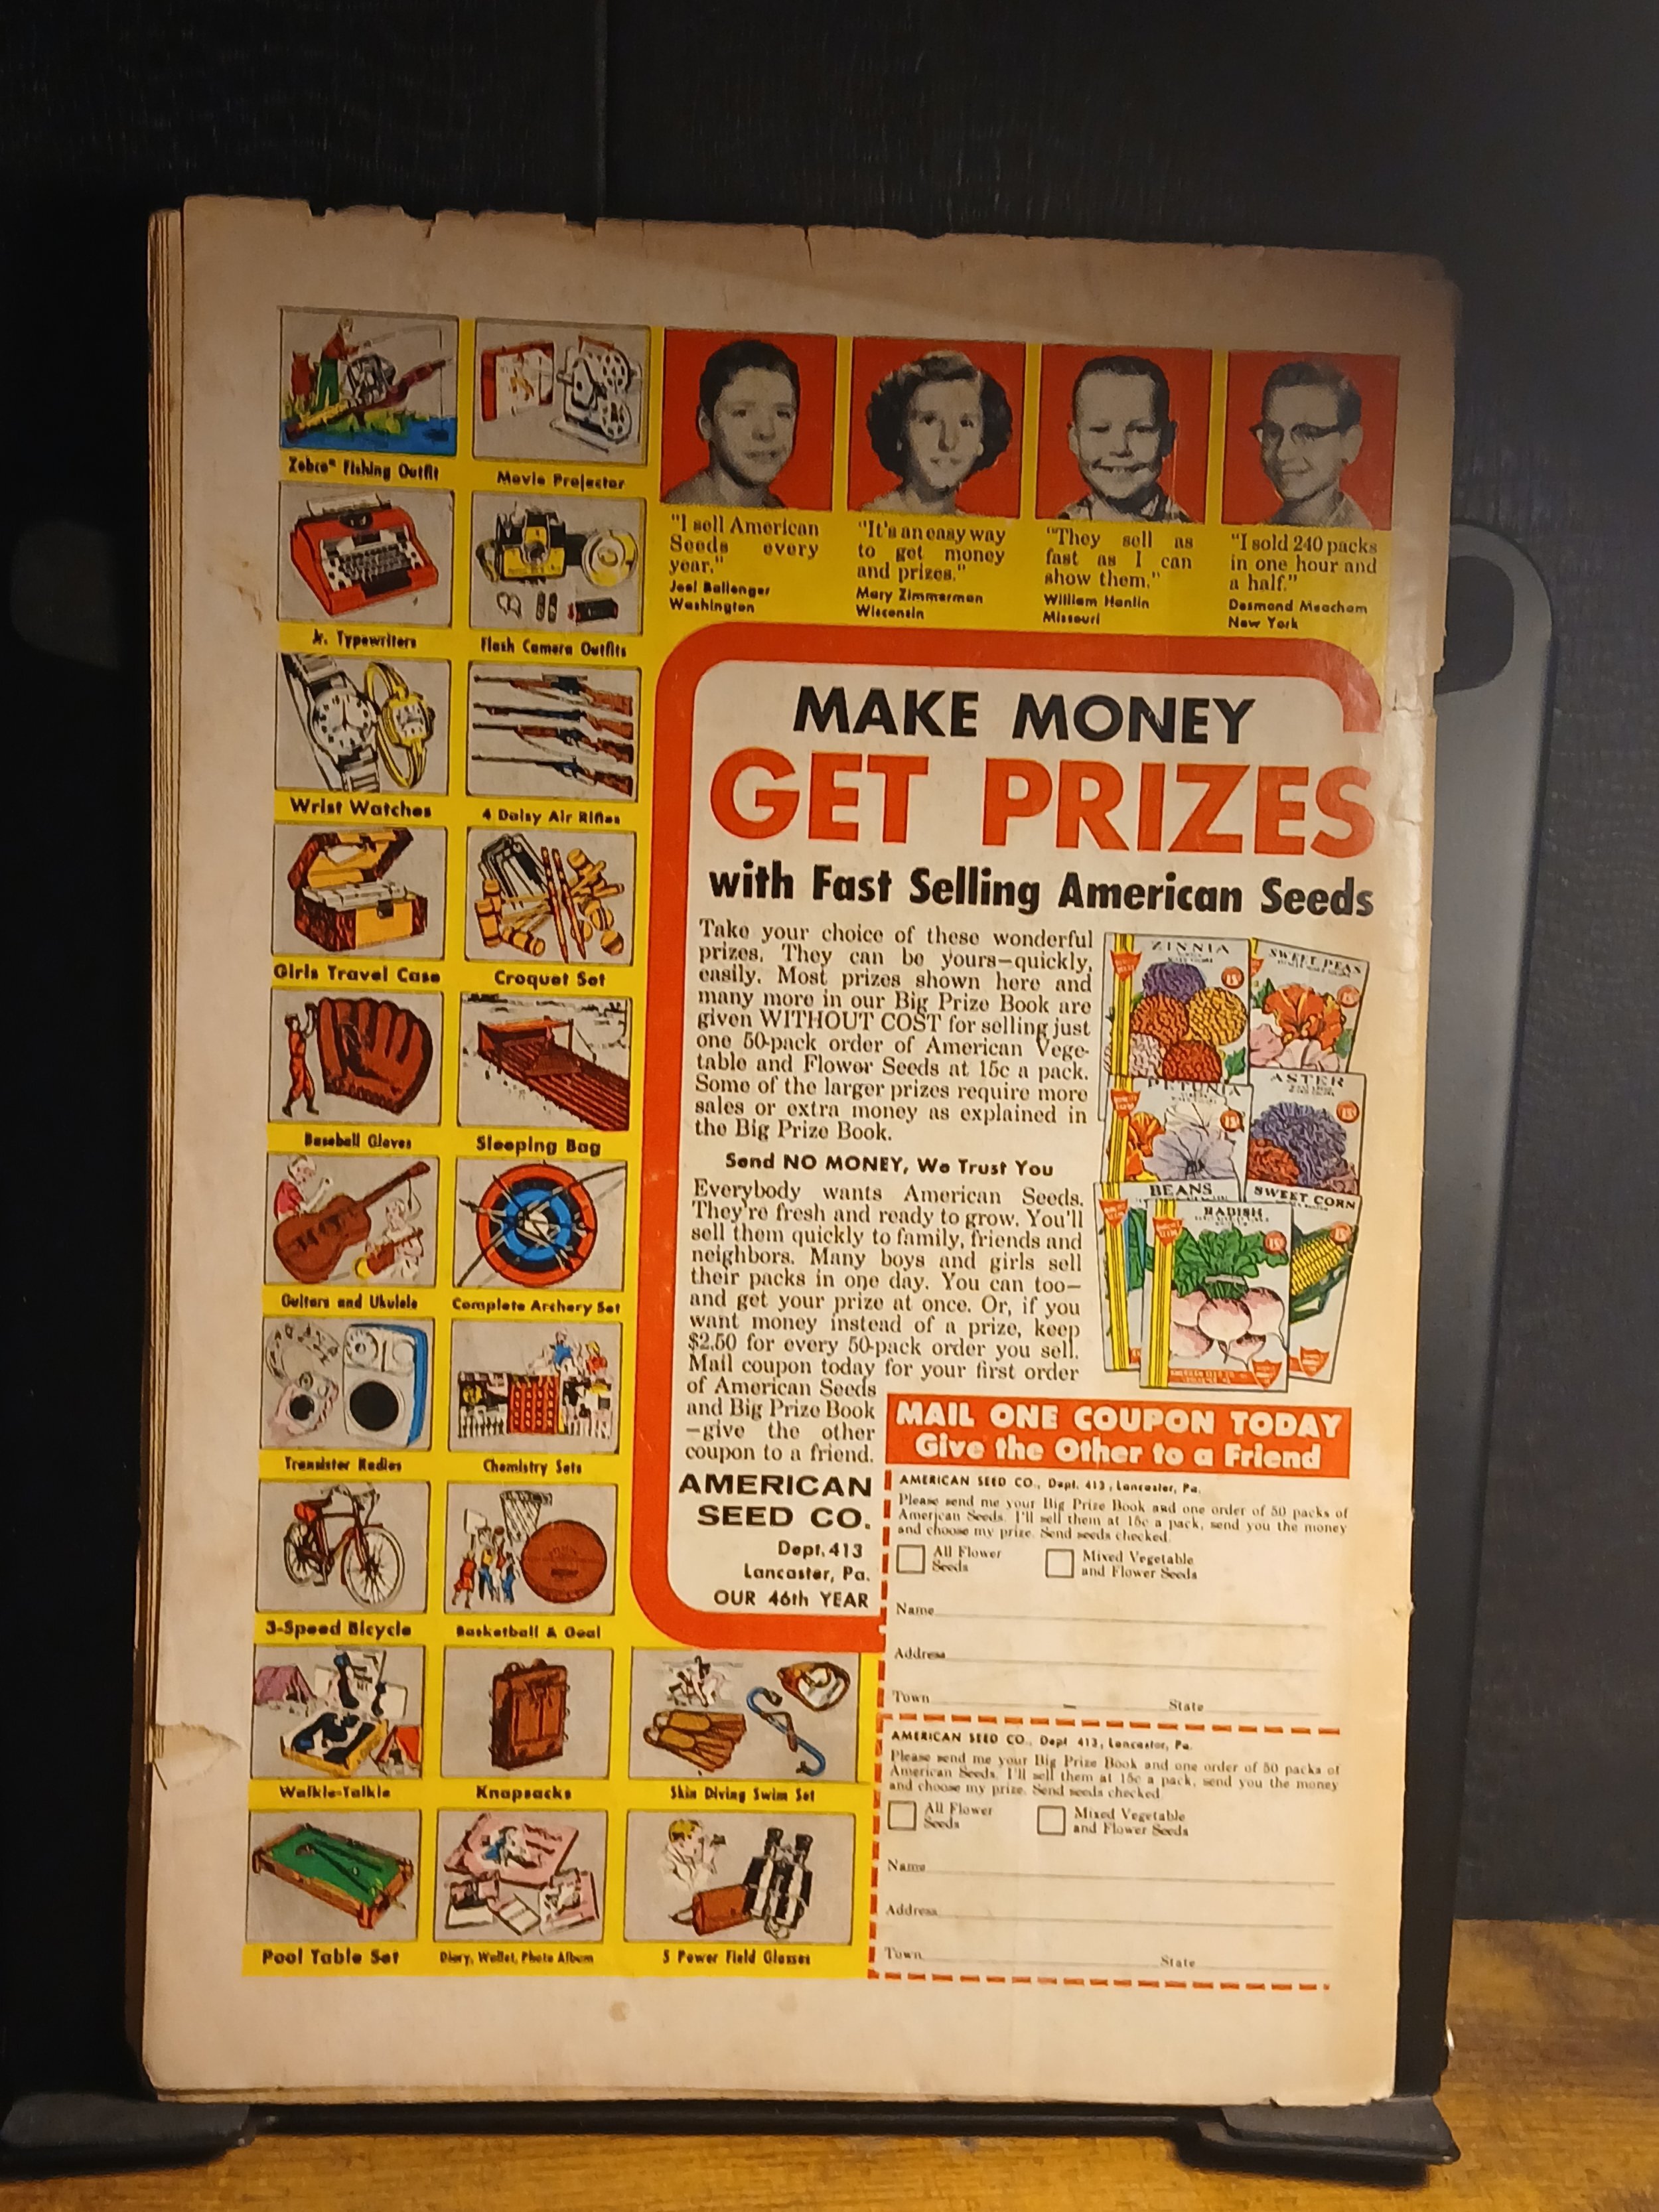 Zebco® Fishing Outfit
Movie Projector
Jr. Typewriters
Flash Camera Outfits
Wrist Watches
4 Daisy Air Rifles
Girls Travel Case
Croquet Set
Baseball Gloves
Sleeping Bag
Guitars and Ukulele
Complete Archery Set
Transistor Radios
Chemistry Sets
3-Speed Bicycle
Basketball & Goal
Walkie-Talkie
Knapsacks
Skin Diving Swim Set
Pool Table Set
Diary, Wallet, Photo Album
5 Power Field Glasses
"I sell American
Seeds every
year."
Joel Ballenger
Washington
"It's an easy way
to get money
and prizes."
Mary Zimmerman
Wisconsin
"They sell as
fast as I can
show them."
William Hanlin
Missouri
"I sold 240 packs
in one hour and
a half."
Desmond Meacham
New York
MAKE MONEY
GET PRIZES
with Fast Selling American Seeds
Take your choice of these wonderful
prizes. They can be yours—quickly,
easily. Most prizes shown here and
many more in our Big Prize Book are
given WITHOUT COST for selling just
one 50-pack order of American Vege-
table and Flower Seeds at 15c a pack.
Some of the larger prizes require more
sales or extra money as explained in
the Big Prize Book.
Send NO MONEY, We Trust You
Everybody wants American Seeds.
They're fresh and ready to grow. You'll
sell them quickly to family, friends and
neighbors. Many boys and girls sell
their packs in one day. You can too—
and get your prize at once. Or, if you
want money instead of a prize, keep
$2.50 for every 50-pack order you sell.
Mail coupon today for your first order
of American Seeds
and Big Prize Book
—give the other
coupon to a friend.
AMERICAN
SEED CO.
Dept. 413
Lancaster, Pa.
OUR 46th YEAR
ZINNIA
15¢
SWEET PEAS
15¢
PETUNIA
15¢
ASTER
15¢
BEANS
SWEET CORN
RADISH
15¢
MAIL ONE COUPON TODAY
Give the Other to a Friend
AMERICAN SEED CO., Dept. 413, Lancaster, Pa.
Please send me your Big Prize Book and one order of 50 packs of
American Seeds. I'll sell them at 15c a pack, send you the money
and choose my prize. Send seeds checked.
All Flower
Seeds
Mixed Vegetable
and Flower Seeds
Name
Address
Town State
AMERICAN SEED CO., Dept 413, Lancaster, Pa.
Please send me your Big Prize Book and one order of 50 packs of
American Seeds. I'll sell them at 15c a pack, send you the money
and choose my prize. Send seeds checked
All Flower
Seeds
Mixed Vegetable
and Flower Seeds
Name
Address
Town State